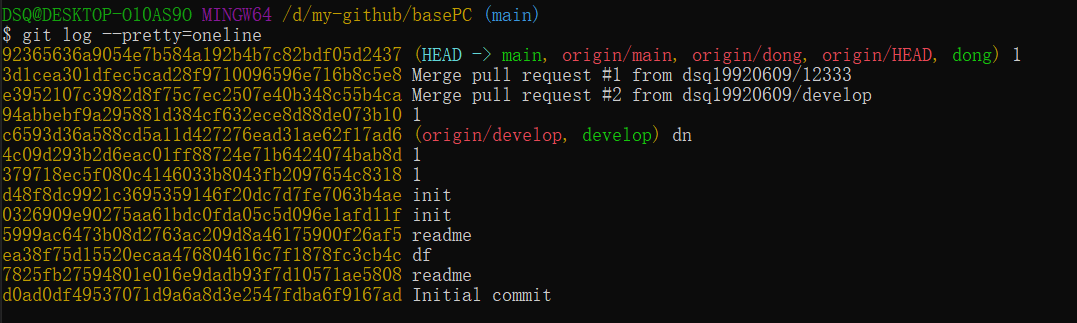 DSQ@DESKTOP-O10AS90 MINGW64 /d/my-github/basePC (main)
$ git log --pretty=oneline
92365636a9054e7b584a192b4b7c82bdf05d2437 (HEAD -> main, origin/main, origin/dong, origin/HEAD, dong) 1
3d1cea301dfec5cad28f9710096596e716b8c5e8 Merge pull request #1 from dsq19920609/12333
e3952107c3982d8f75c7ec2507e40b348c55b4ca Merge pull request #2 from dsq19920609/develop
94abbebf9a295881d384cf632ece8d88de073b10 1
c6593d36a588cd5a11d427276ead31ae62f17ad6 (origin/develop, develop) dn
4c09d293b2d6eac01ff88724e71b6424074bab8d 1
379718ec5f080c4146033b8043fb2097654c8318 1
d48f8dc9921c3695359146f20dc7d7fe7063b4ae init
0326909e90275aa61bdc0fda05c5d096e1afd11f init
5999ac6473b08d2763ac209d8a46175900f26af5 readme
ea38f75d15520ecaa476804616c7f1878fc3cb4c df
7825fb27594801e016e9dadb93f7d10571ae5808 readme
d0ad0df49537071d9a6a8d3e2547fdba6f9167ad Initial commit